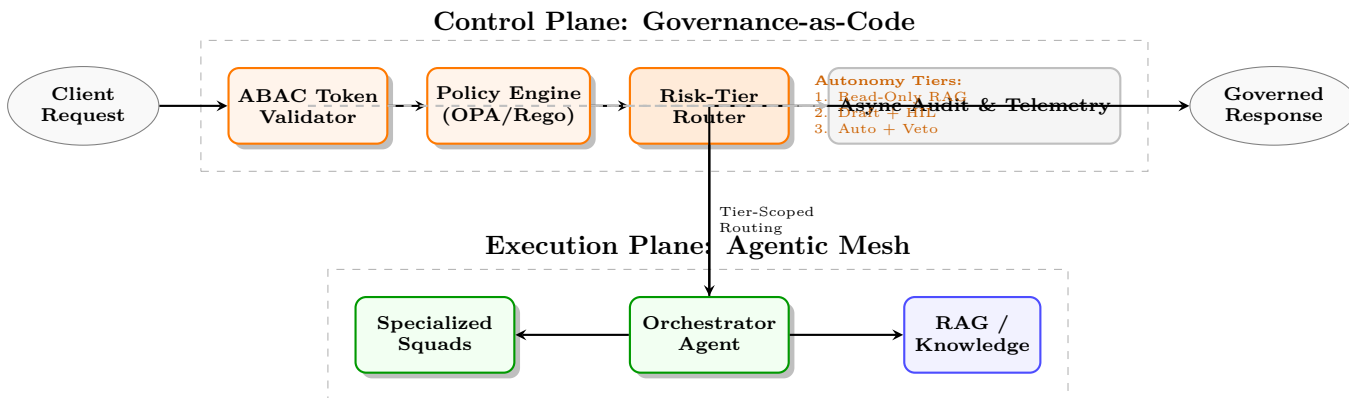 Control Plane: Governance-as-Code
Client
Request
ABAC Token
Validator
Policy Engine
(OPA/Rego)
Risk-Tier
Router
Autonomy Tiers:
1. Read-Only RAG
2. Draft + HIL
3. Auto + Veto
Async Audit & Telemetry
Governed
Response
Tier-Scoped
Routing
Execution Plane: Agentic Mesh
Specialized
Squads
Orchestrator
Agent
RAG /
Knowledge